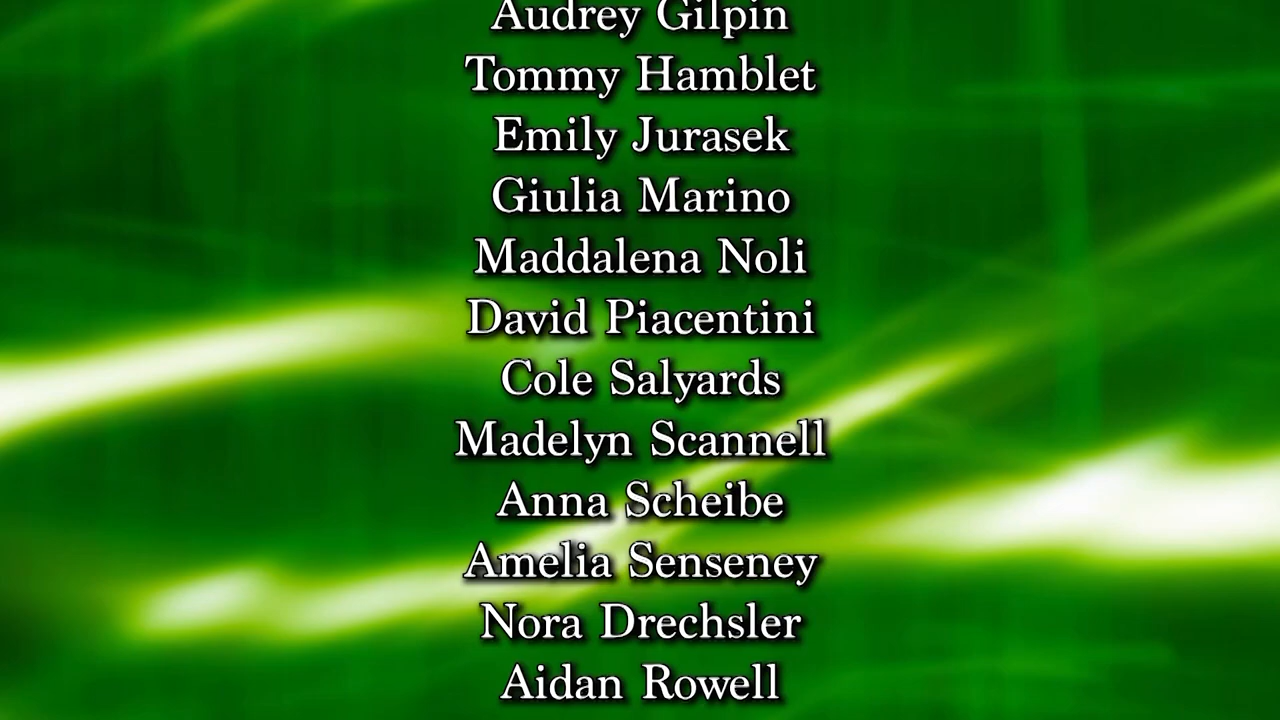 Audrey Gilpin
Tommy Hamblet
Emily Jurasek
Giulia Marino
Maddalena Noli
David Piacentini
Cole Salyards
Madelyn Scannell
Anna Scheibe
Amelia Senseney
Nora Drechsler
Aidan Rowell